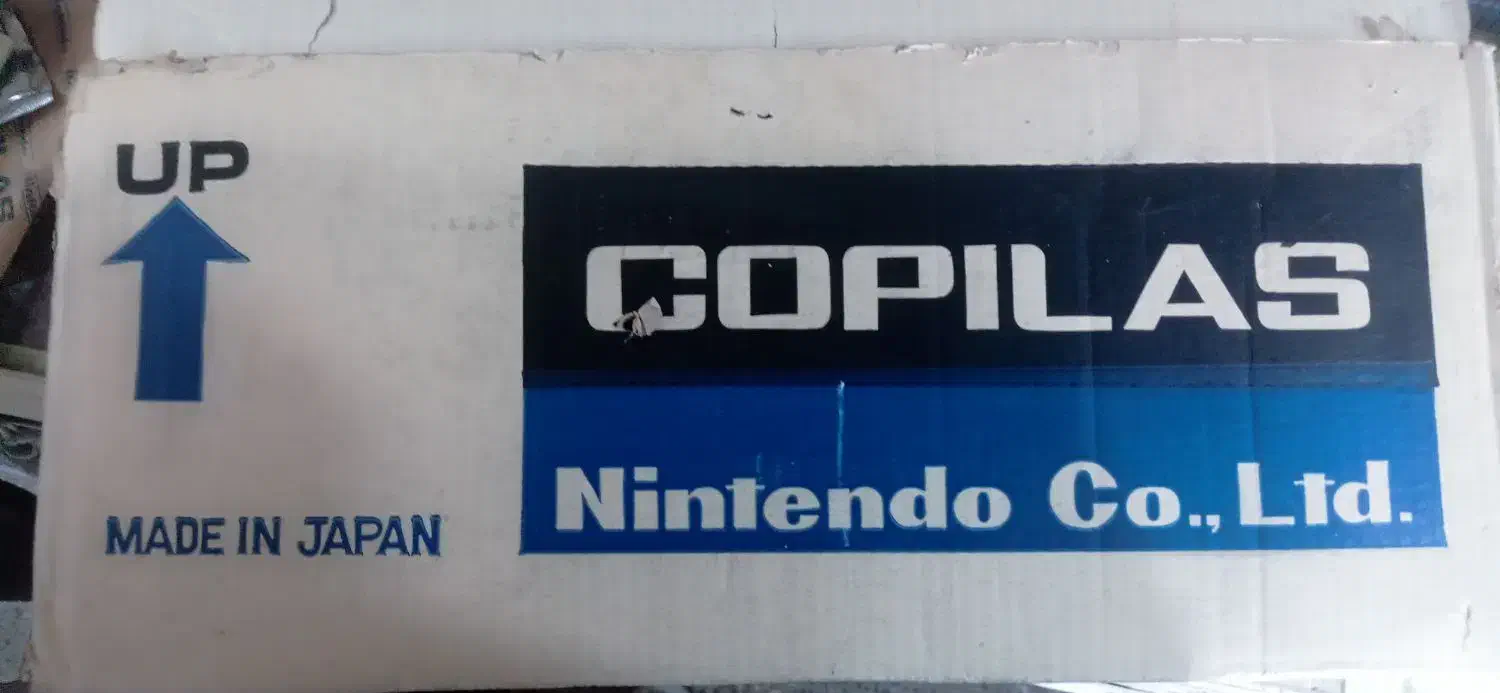 UP
COPILAS
Nintendo Co., Ltd.
MADE IN JAPAN